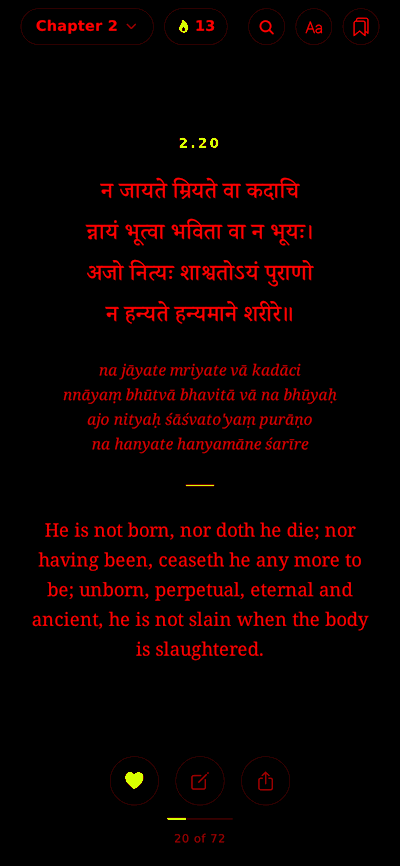 Chapter 2
13
Aa
2.20
न जायते म्रियते वा कदाचि
न्नायं भूत्वा भविता वा न भूयः।
अजो नित्यः शाश्वतोऽयं पुराणो
न हन्यते हन्यमाने शरीरे॥
na jāyate mriyate vā kadāci
nnāyaṃ bhūtvā bhavitā vā na bhūyaḥ
ajo nityaḥ śāśvato'yaṃ purāṇo
na hanyate hanyamāne śarīre
He is not born, nor doth he die; nor
having been, ceaseth he any more to
be; unborn, perpetual, eternal and
ancient, he is not slain when the body
is slaughtered.
20 of 72